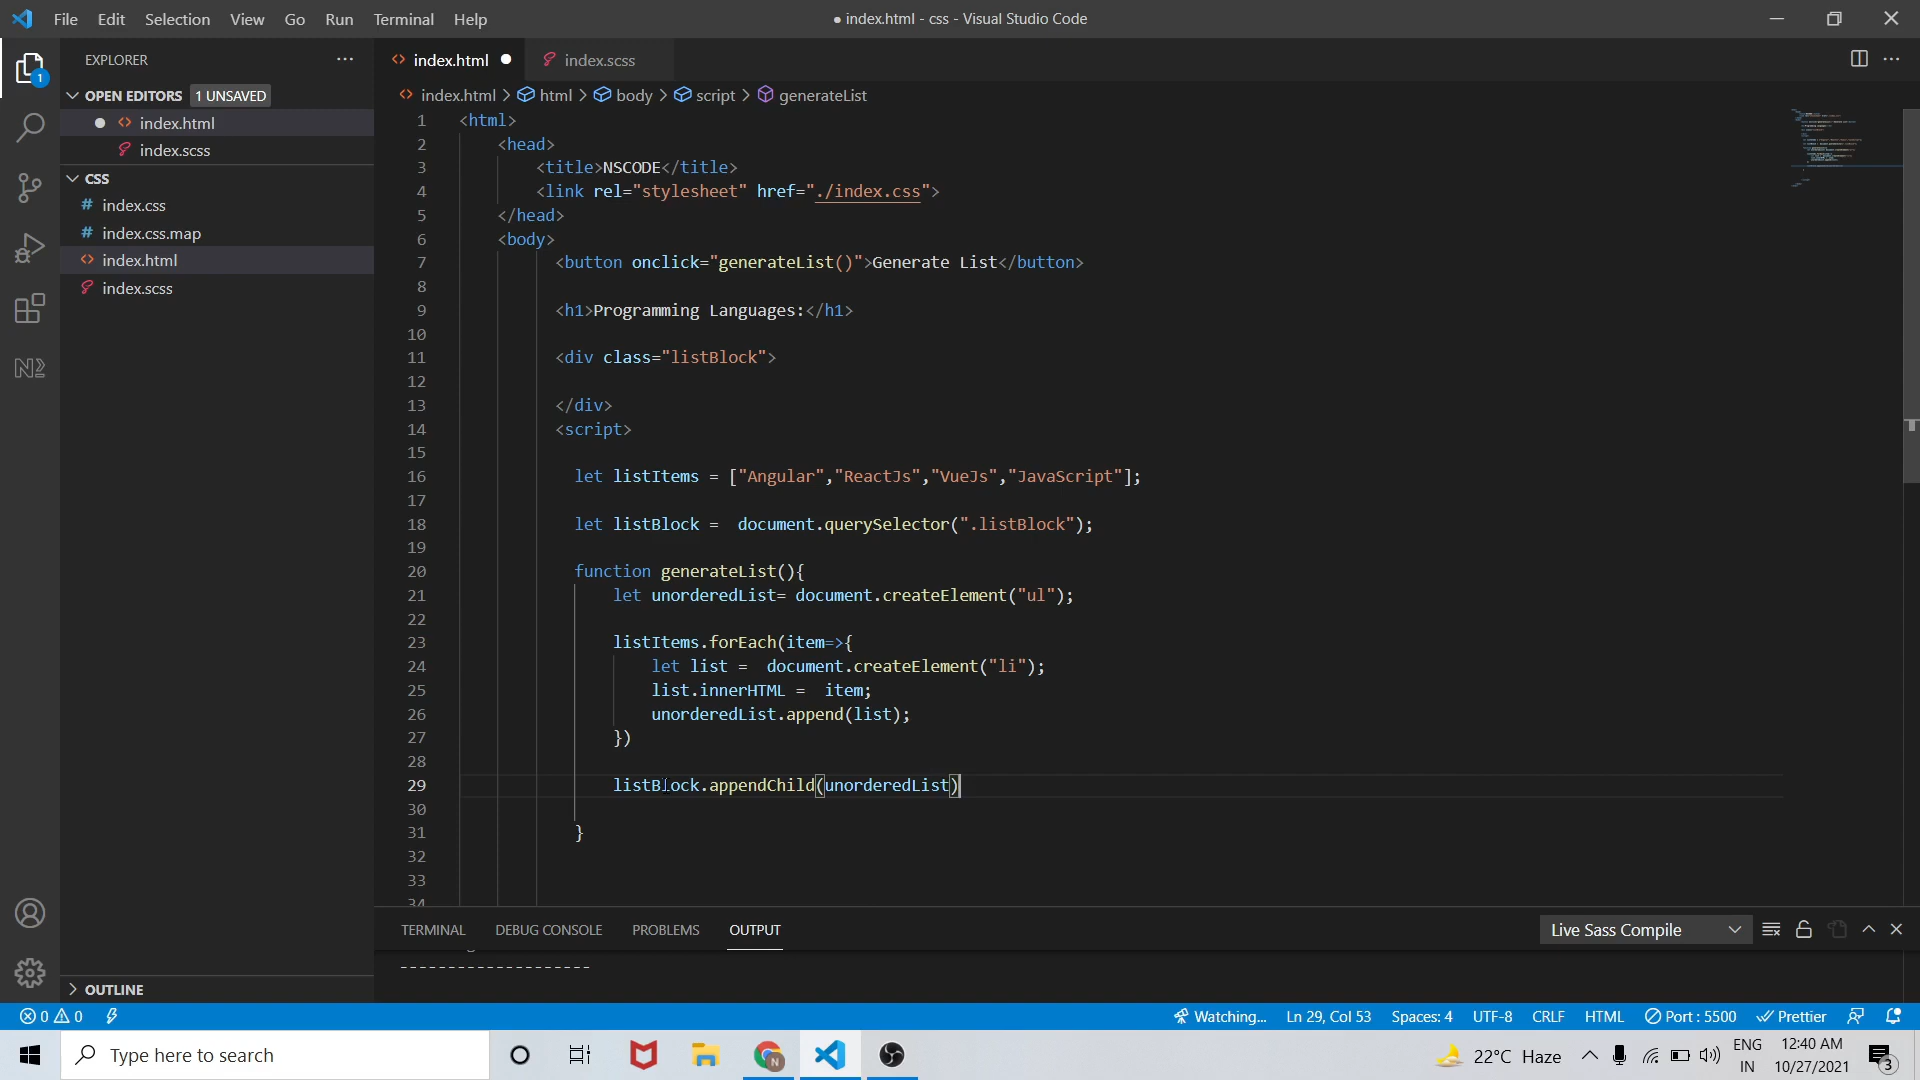 File Edit Selection View Go Run Terminal Help
● index.html - css - Visual Studio Code
EXPLORER
OPEN EDITORS 1 UNSAVED
index.html
index.scss
CSS
index.css
index.css.map
index.html
index.scss
OUTLINE
1
index.html
index.scss
index.html > html > body > script > generateList
1 <html>
2 <head>
3 <title>NSCODE</title>
4 <link rel="stylesheet" href="./index.css">
5 </head>
6 <body>
7 <button onclick="generateList()">Generate List</button>
8
9 <h1>Programming Languages:</h1>
10
11 <div class="listBlock">
12
13 </div>
14 <script>
15
16 let listItems = ["Angular","ReactJs","VueJs","JavaScript"];
17
18 let listBlock =  document.querySelector(".listBlock");
19
20 function generateList(){
21 let unorderedList= document.createElement("ul");
22
23 listItems.forEach(item=>{
24 let list =  document.createElement("li");
25 list.innerHTML =  item;
26 unorderedList.append(list);
27 })
28
29 listBlock.appendChild(unorderedList)
30
31 }
32
33
34
TERMINAL DEBUG CONSOLE PROBLEMS OUTPUT
Live Sass Compile
--------------------
0 0
Watching... Ln 29, Col 53 Spaces: 4 UTF-8 CRLF HTML Port : 5500 Prettier
Type here to search
22°C Haze
ENG
IN
12:40 AM
10/27/2021
3